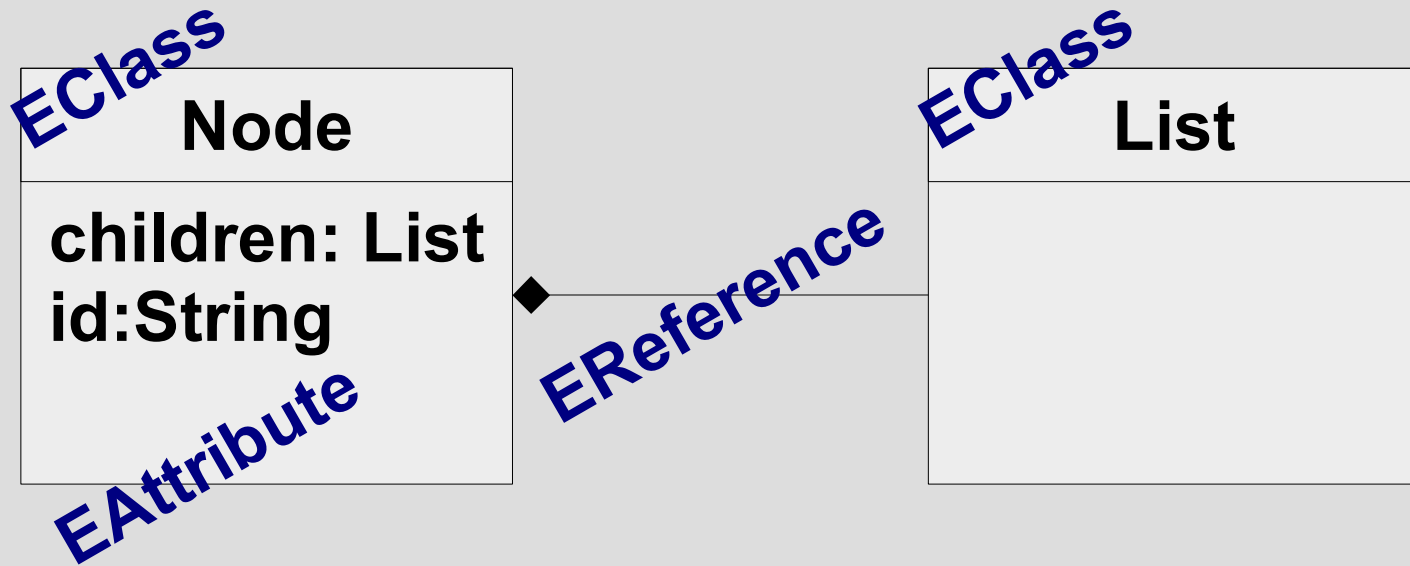 EClass
Node
children: List
id:String
EAttribute
EReference
EClass
List